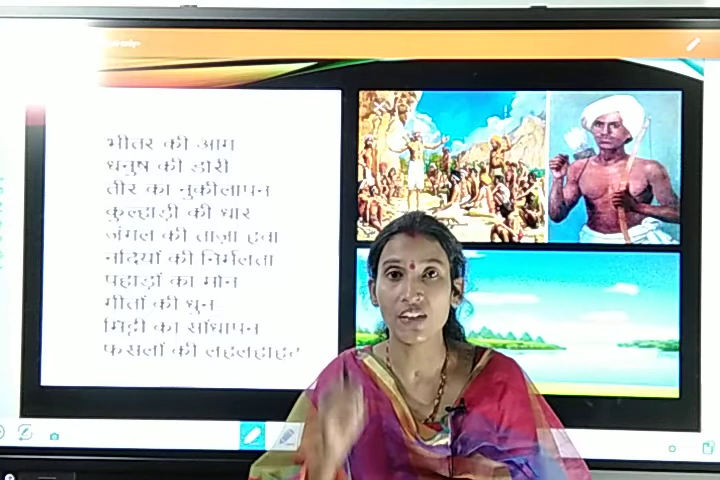 भीतर की आग
धनुष की डोरी
तीर का नुकीलापन
कुल्हाड़ी की धार
जंगल की ताज़ा हवा
नदियों की निर्मलता
पहाड़ों का मौन
गीतों की धुन
मिट्टी का सोंधापन
फसलों की लहलहाहट